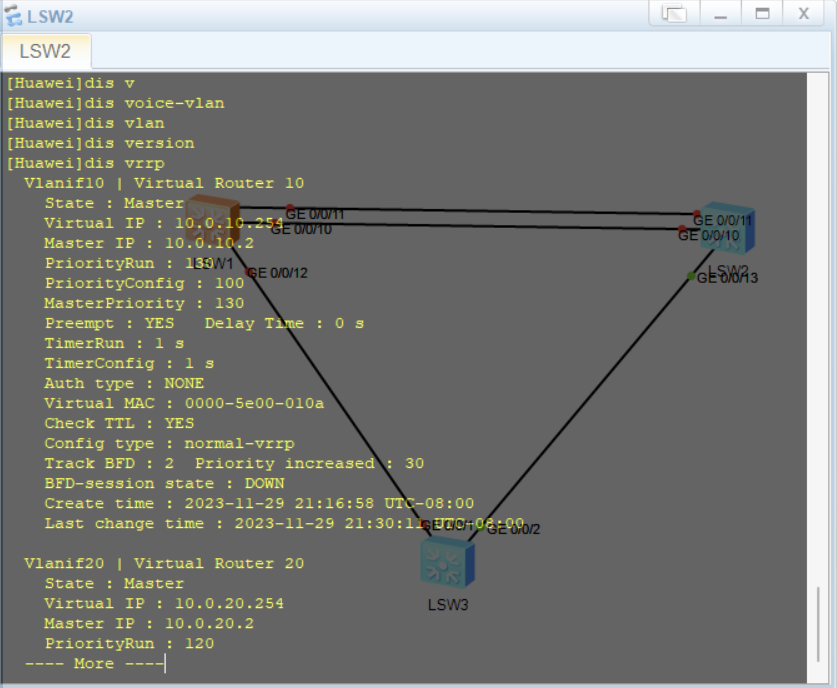 LSW2
LSW2
[Huawei]dis v
[Huawei]dis voice-vlan
[Huawei]dis vlan
[Huawei]dis version
[Huawei]dis vrrp
Vlanif10 | Virtual Router 10
State : Master
Virtual IP : 10.0.10.254
Master IP : 10.0.10.2
PriorityRun : 130
PriorityConfig : 100
MasterPriority : 130
Preempt : YES Delay Time : 0 s
TimerRun : 1 s
TimerConfig : 1 s
Auth type : NONE
Virtual MAC : 0000-5e00-010a
Check TTL : YES
Config type : normal-vrrp
Track BFD : 2 Priority increased : 30
BFD-session state : DOWN
Create time : 2023-11-29 21:16:58 UTC-08:00
Last change time : 2023-11-29 21:30:11 UTC-08:00
Vlanif20 | Virtual Router 20
State : Master
Virtual IP : 10.0.20.254
Master IP : 10.0.20.2
PriorityRun : 120
---- More ----
GE 0/0/11
GE 0/0/10
LSW1
GE 0/0/12
GE 0/0/11
GE 0/0/10
LSW2
GE 0/0/13
GE 0/0/1
GE 0/0/2
LSW3